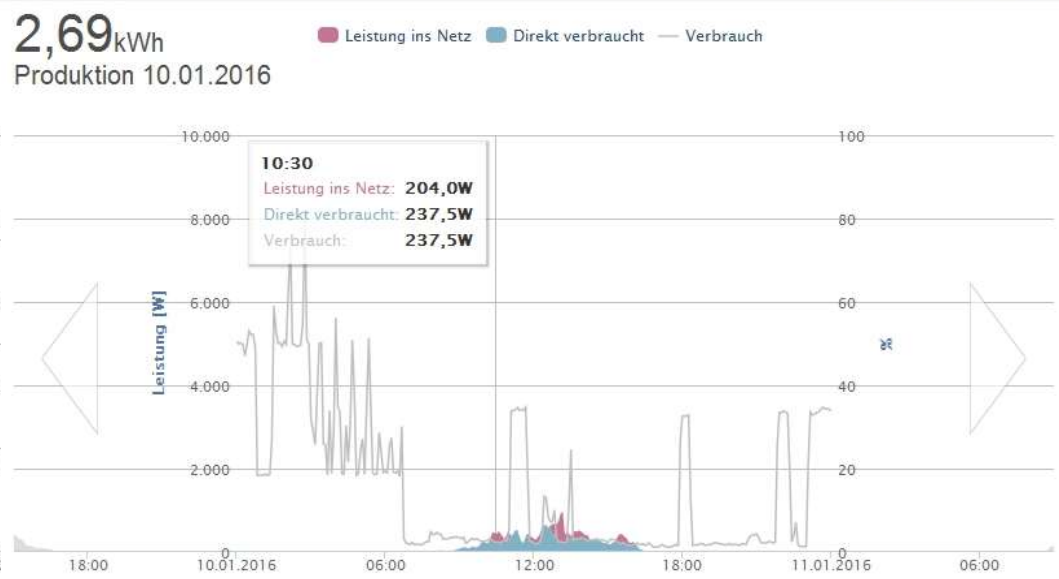 2,69kWh
Produktion 10.01.2016
Leistung ins Netz Direkt verbraucht Verbrauch
10.000 100
10:30
Leistung ins Netz: 204,0W
Direkt verbraucht: 237,5W
Verbrauch: 237,5W
8.000 80
6.000 60
Leistung [W]
%
4.000 40
2.000 20
0 0
18:00 10.01.2016 06:00 12:00 18:00 11.01.2016 06:00